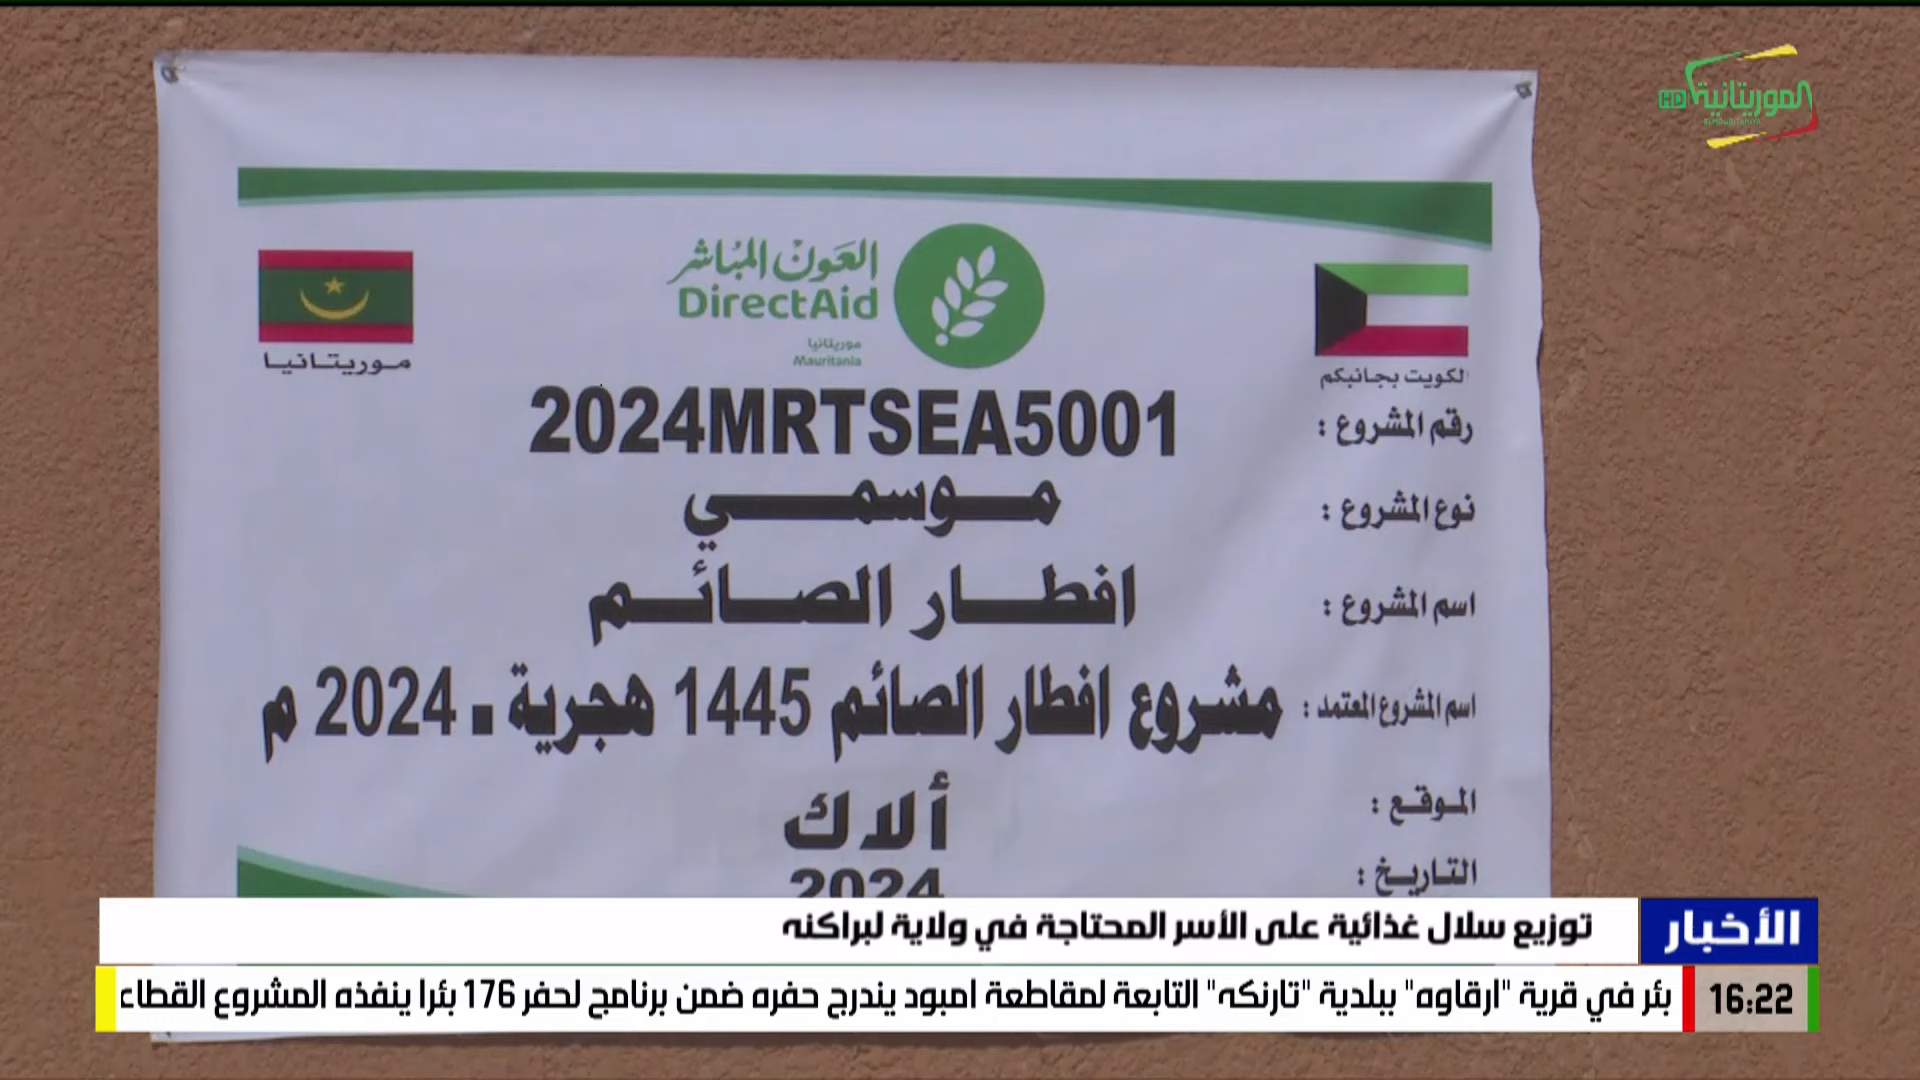 الموريتانية
HD
ELMOURITANIYA
العون المباشر
DirectAid
موريتانيا
Mauritania
موريتانيا
الكويت بجانبكم
رقم المشروع : 2024MRTSEA5001
نوع المشروع : موسمي
اسم المشروع : افطار الصائم
اسم المشروع المعتمد : مشروع افطار الصائم 1445 هجرية - 2024 م
الموقع : ألاك
التاريخ : 2024
الأخبار
توزيع سلال غذائية على الأسر المحتاجة في ولاية لبراكنه
16:22
بئر في قرية "ارقاوه" ببلدية "تارنكه" التابعة لمقاطعة امبود يندرج حفره ضمن برنامج لحفر 176 بئرا ينفذه المشروع القطاء